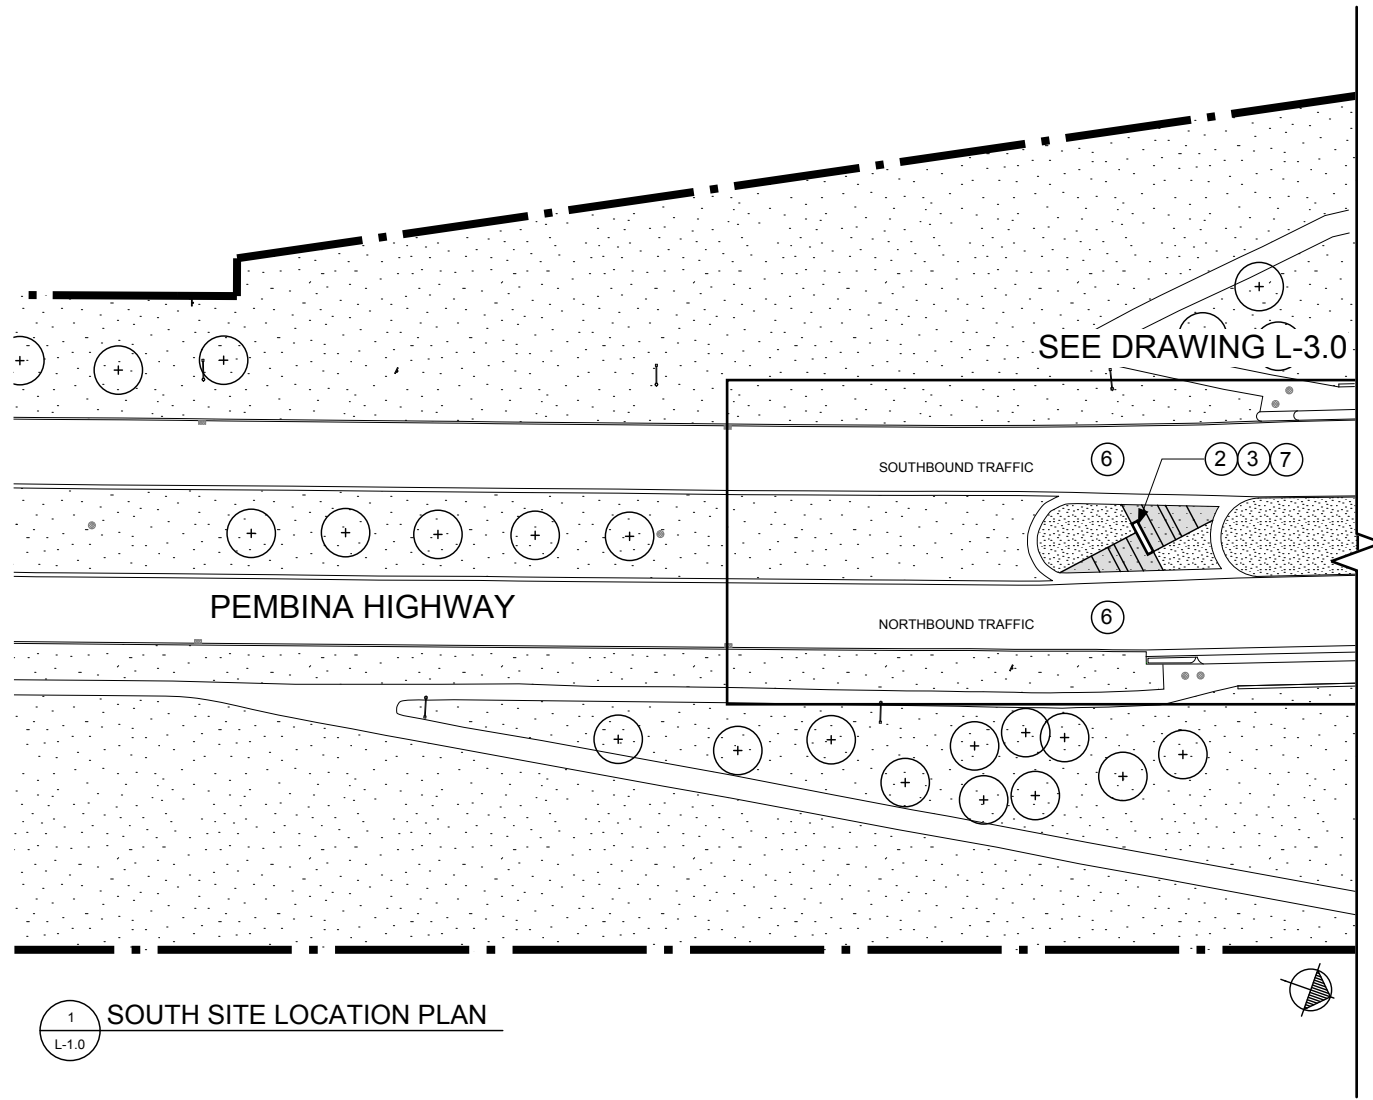 SEE DRAWING L-3.0
SOUTHBOUND TRAFFIC
6
2 3 7
PEMBINA HIGHWAY
NORTHBOUND TRAFFIC
6
1
L-1.0
SOUTH SITE LOCATION PLAN